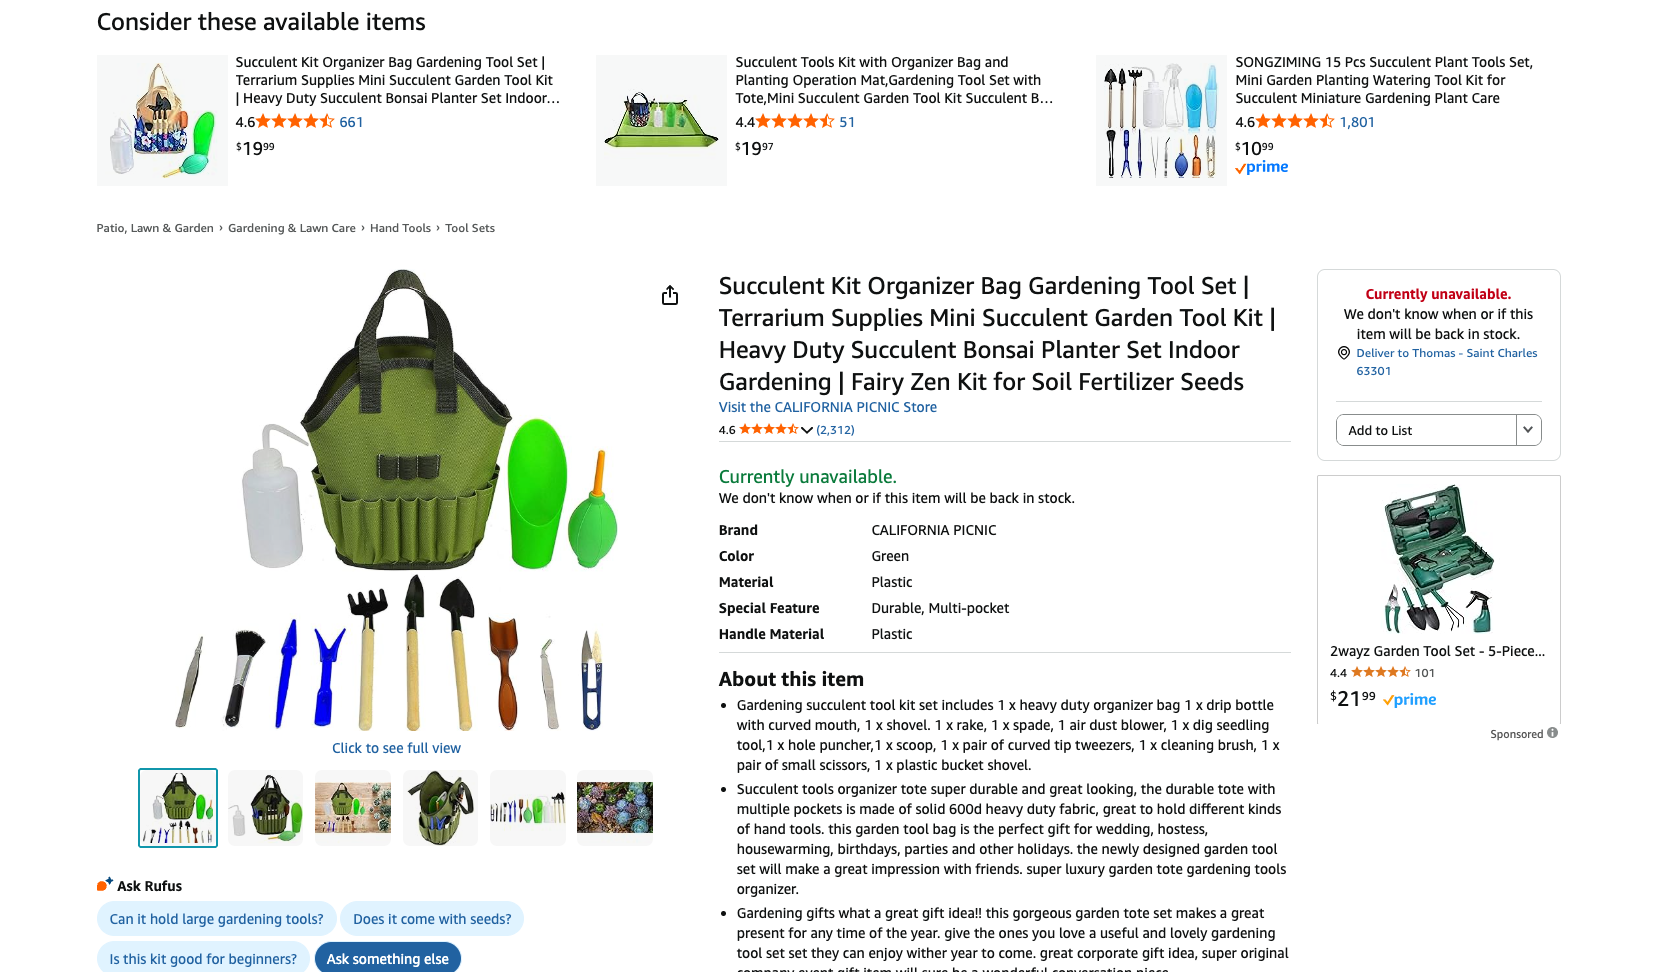 Consider these available items
Succulent Kit Organizer Bag Gardening Tool Set |
Terrarium Supplies Mini Succulent Garden Tool Kit
| Heavy Duty Succulent Bonsai Planter Set Indoor...
4.6 661
$19.99
Succulent Tools Kit with Organizer Bag and
Planting Operation Mat,Gardening Tool Set with
Tote,Mini Succulent Garden Tool Kit Succulent B...
4.4 51
$19.97
SONGZIMING 15 Pcs Succulent Plant Tools Set,
Mini Garden Planting Watering Tool Kit for
Succulent Miniature Gardening Plant Care
4.6 1,801
$10.99
prime
Patio, Lawn & Garden › Gardening & Lawn Care › Hand Tools › Tool Sets
Click to see full view
Ask Rufus
Can it hold large gardening tools?
Does it come with seeds?
Is this kit good for beginners?
Ask something else
Succulent Kit Organizer Bag Gardening Tool Set |
Terrarium Supplies Mini Succulent Garden Tool Kit |
Heavy Duty Succulent Bonsai Planter Set Indoor
Gardening | Fairy Zen Kit for Soil Fertilizer Seeds
Visit the CALIFORNIA PICNIC Store
4.6 (2,312)
Currently unavailable.
We don't know when or if this item will be back in stock.
Brand CALIFORNIA PICNIC
Color Green
Material Plastic
Special Feature Durable, Multi-pocket
Handle Material Plastic
About this item
• Gardening succulent tool kit set includes 1 x heavy duty organizer bag 1 x drip bottle
with curved mouth, 1 x shovel. 1 x rake, 1 x spade, 1 air dust blower, 1 x dig seedling
tool,1 x hole puncher,1 x scoop, 1 x pair of curved tip tweezers, 1 x cleaning brush, 1 x
pair of small scissors, 1 x plastic bucket shovel.
• Succulent tools organizer tote super durable and great looking, the durable tote with
multiple pockets is made of solid 600d heavy duty fabric, great to hold different kinds
of hand tools. this garden tool bag is the perfect gift for wedding, hostess,
housewarming, birthdays, parties and other holidays. the newly designed garden tool
set will make a great impression with friends. super luxury garden tote gardening tools
organizer.
• Gardening gifts what a great gift idea!! this gorgeous garden tote set makes a great
present for any time of the year. give the ones you love a useful and lovely gardening
tool set set they can enjoy wither year to come. great corporate gift idea, super original
company event gift item will sure be a wonderful conversation piece.
Currently unavailable.
We don't know when or if this
item will be back in stock.
Deliver to Thomas - Saint Charles
63301
Add to List
2wayz Garden Tool Set - 5-Piece...
4.4 101
$21.99 prime
Sponsored